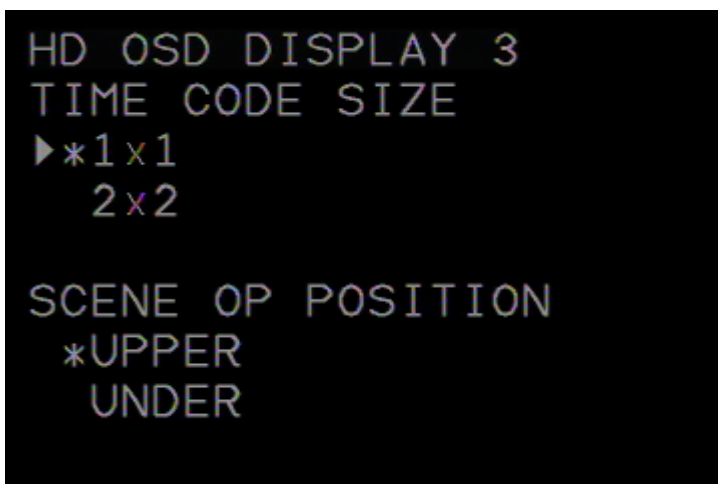 HD OSD DISPLAY 3
TIME CODE SIZE
▶*1x1
2x2
SCENE OP POSITION
*UPPER
UNDER